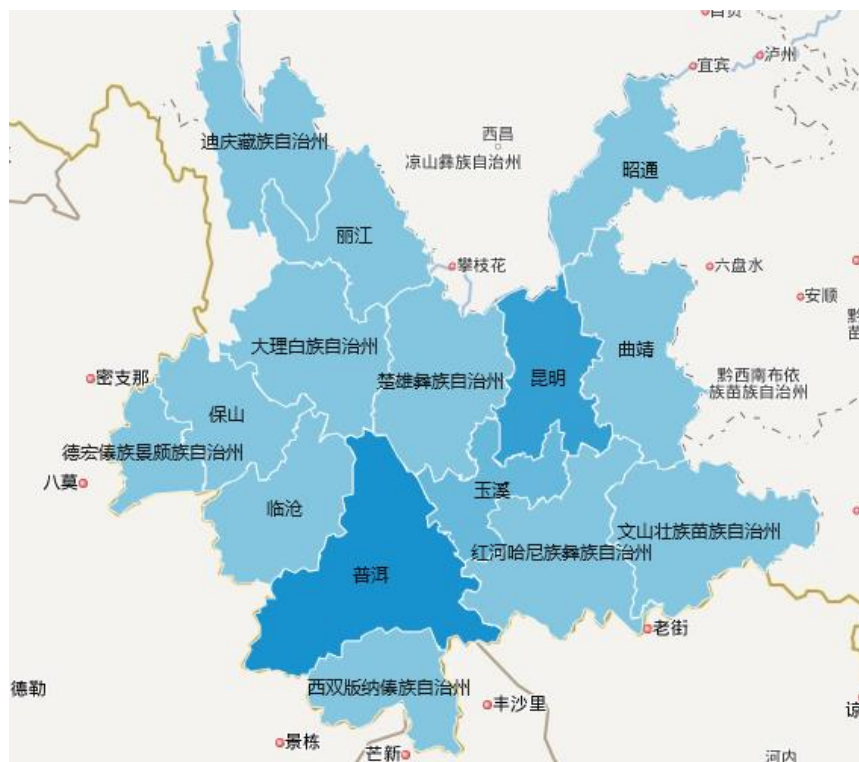 宜宾
泸州
迪庆藏族自治州
西昌
凉山彝族自治州
昭通
丽江
攀枝花
六盘水
安顺
大理白族自治州
楚雄彝族自治州
昆明
曲靖
密支那
黔西南布依
族苗族自治州
保山
德宏傣族景颇族自治州
八莫
临沧
玉溪
文山壮族苗族自治州
红河哈尼族彝族自治州
普洱
老街
德勒
西双版纳傣族自治州
丰沙里
景栋
芒新
河内